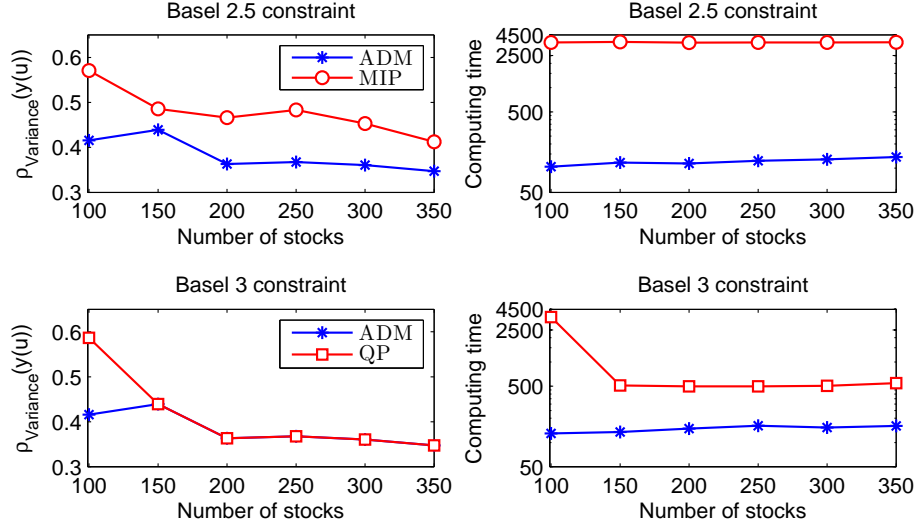 Basel 2.5 constraint
ρVariance(y(u))
0.6
0.5
0.4
0.3
ADM
MIP
100 150 200 250 300 350
Number of stocks
Basel 2.5 constraint
Computing time
4500
2500
500
50
100 150 200 250 300 350
Number of stocks
Basel 3 constraint
ρVariance(y(u))
0.6
0.5
0.4
0.3
ADM
QP
100 150 200 250 300 350
Number of stocks
Basel 3 constraint
Computing time
4500
2500
500
50
100 150 200 250 300 350
Number of stocks